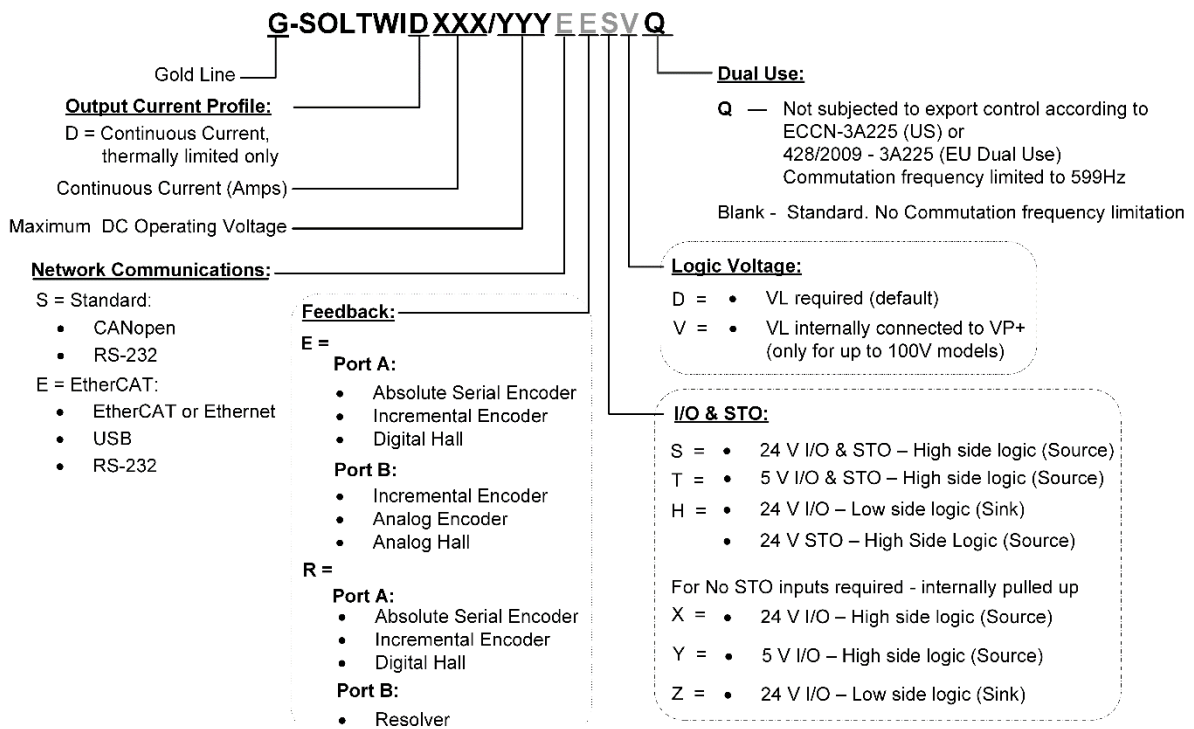 G-SOLTWIDXXX/YYYEESVQ
Gold Line
Output Current Profile:
D = Continuous Current,
thermally limited only
Continuous Current (Amps)
Maximum DC Operating Voltage
Network Communications:
S = Standard:
• CANopen
• RS-232
E = EtherCAT:
• EtherCAT or Ethernet
• USB
• RS-232
Feedback:
E =
Port A:
• Absolute Serial Encoder
• Incremental Encoder
• Digital Hall
Port B:
• Incremental Encoder
• Analog Encoder
• Analog Hall
R =
Port A:
• Absolute Serial Encoder
• Incremental Encoder
• Digital Hall
Port B:
• Resolver
Dual Use:
Q — Not subjected to export control according to
ECCN-3A225 (US) or
428/2009 - 3A225 (EU Dual Use)
Commutation frequency limited to 599Hz
Blank - Standard. No Commutation frequency limitation
Logic Voltage:
D = • VL required (default)
V = • VL internally connected to VP+
(only for up to 100V models)
I/O & STO:
S = • 24 V I/O & STO – High side logic (Source)
T = • 5 V I/O & STO – High side logic (Source)
H = • 24 V I/O – Low side logic (Sink)
• 24 V STO – High Side Logic (Source)
For No STO inputs required - internally pulled up
X = • 24 V I/O – High side logic (Source)
Y = • 5 V I/O – High side logic (Source)
Z = • 24 V I/O – Low side logic (Sink)